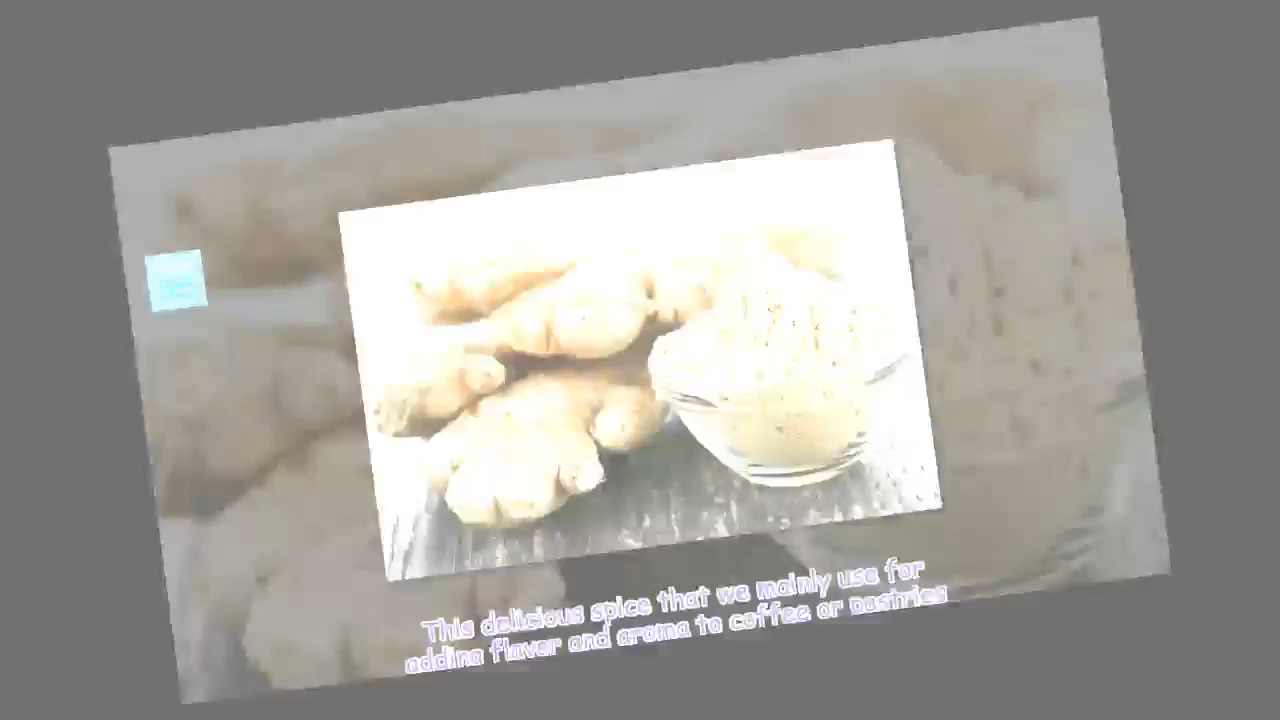 This delicious spice that we mainly use for
adding flavor and aroma to coffee or pastries